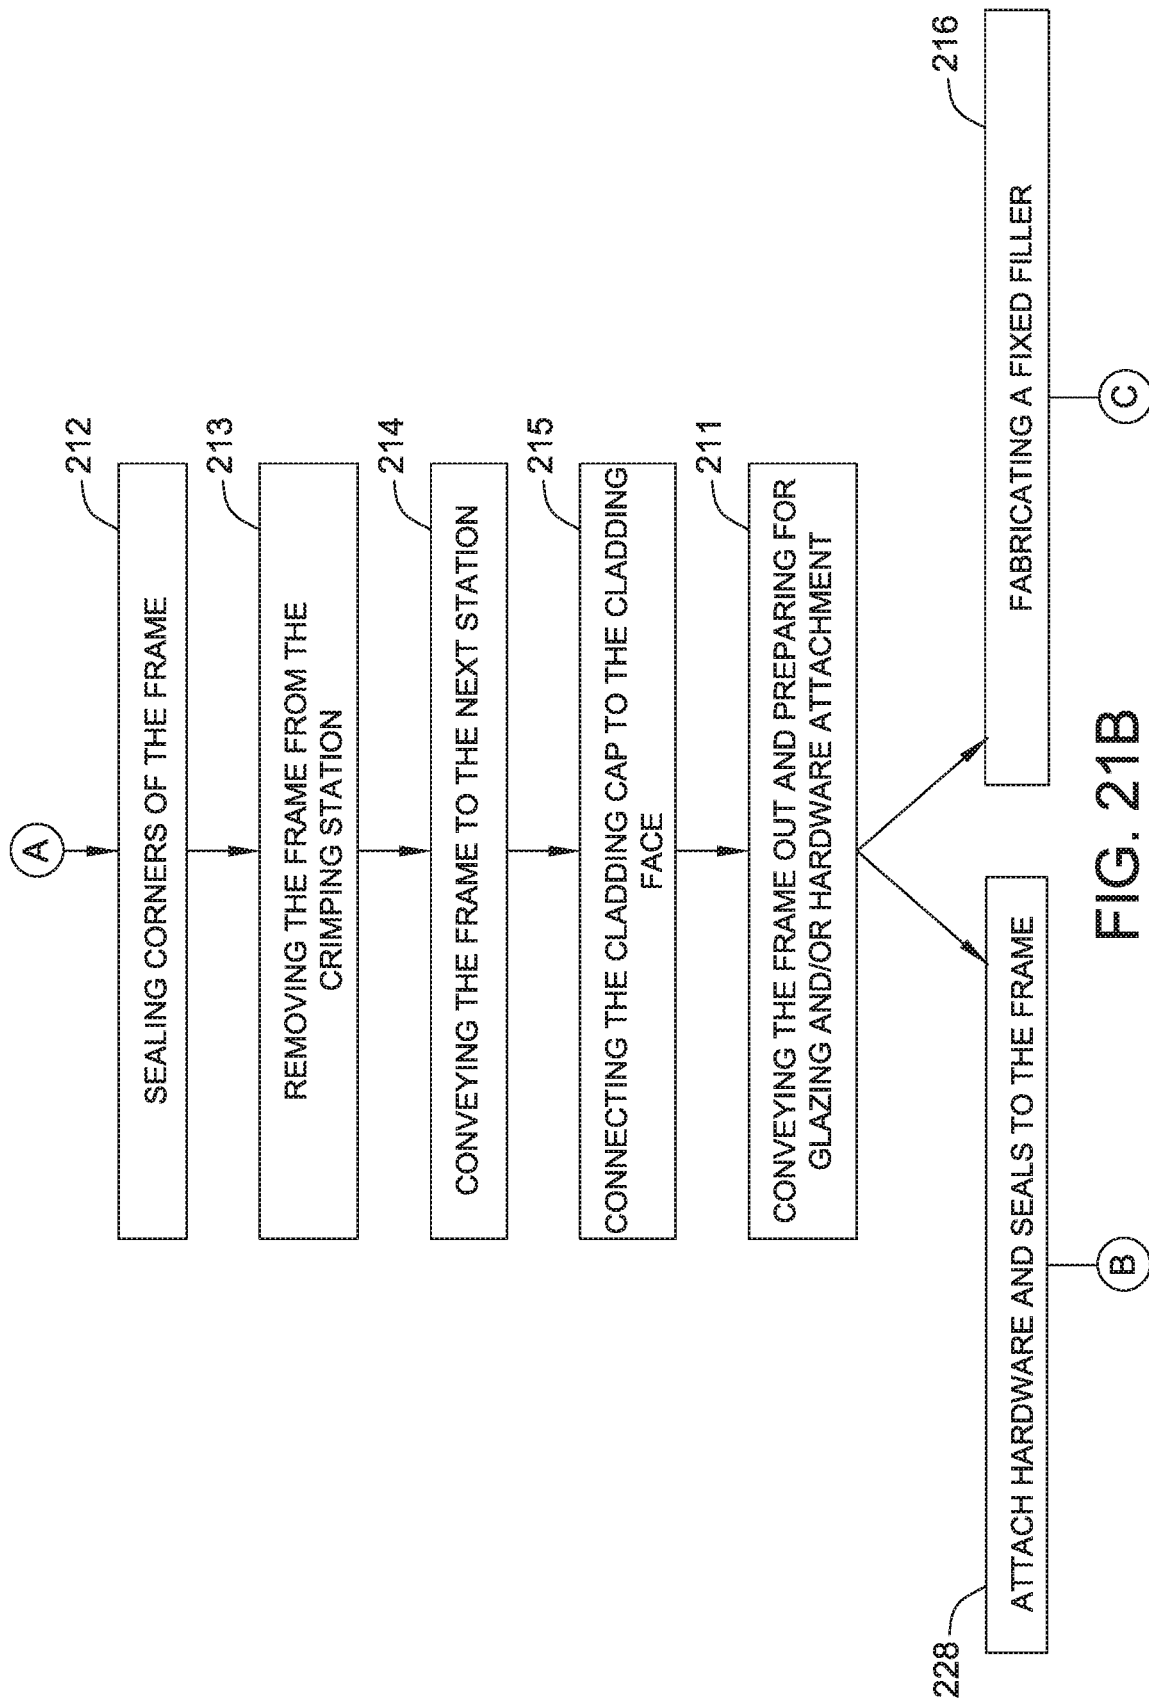 A
212
SEALING CORNERS OF THE FRAME
213
REMOVING THE FRAME FROM THE
CRIMPING STATION
214
CONVEYING THE FRAME TO THE NEXT STATION
215
CONNECTING THE CLADDING CAP TO THE CLADDING
FACE
211
CONVEYING THE FRAME OUT AND PREPARING FOR
GLAZING AND/OR HARDWARE ATTACHMENT
228
ATTACH HARDWARE AND SEALS TO THE FRAME
B
216
FABRICATING A FIXED FILLER
C
FIG. 21B